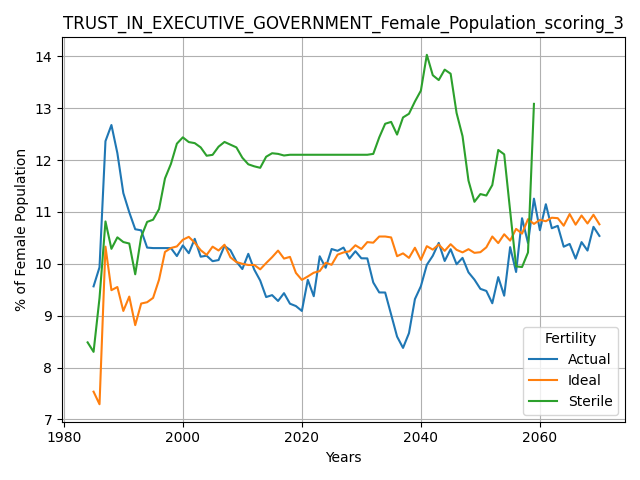 TRUST_IN_EXECUTIVE_GOVERNMENT_Female_Population_scoring_3
14
13
12
11
10
9
8
7
% of Female Population
1980
2000
2020
2040
2060
Years
Fertility
Actual
Ideal
Sterile